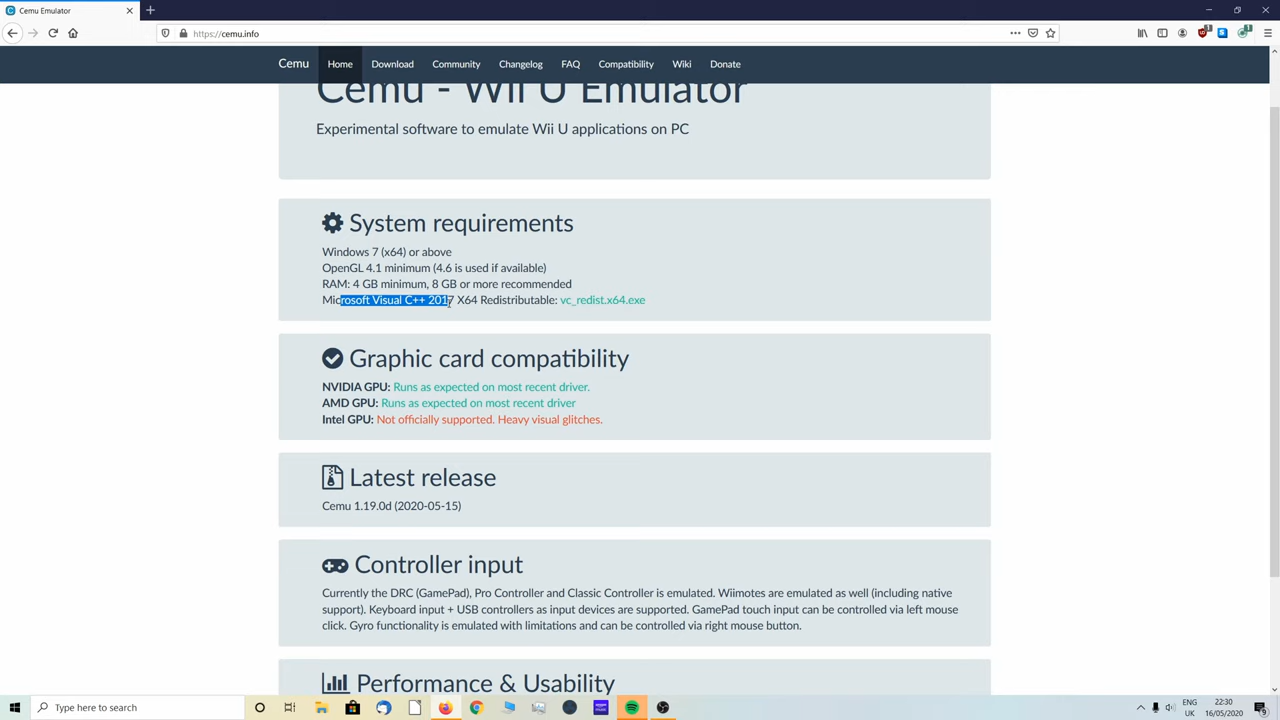 Cemu Emulator
https://cemu.info
Cemu Home Download Community Changelog FAQ Compatibility Wiki Donate
Cemu - Wii U Emulator
Experimental software to emulate Wii U applications on PC
System requirements
Windows 7 (x64) or above
OpenGL 4.1 minimum (4.6 is used if available)
RAM: 4 GB minimum, 8 GB or more recommended
Microsoft Visual C++ 2017 X64 Redistributable: vc_redist.x64.exe
Graphic card compatibility
NVIDIA GPU: Runs as expected on most recent driver.
AMD GPU: Runs as expected on most recent driver
Intel GPU: Not officially supported. Heavy visual glitches.
Latest release
Cemu 1.19.0d (2020-05-15)
Controller input
Currently the DRC (GamePad), Pro Controller and Classic Controller is emulated. Wiimotes are emulated as well (including native
support). Keyboard input + USB controllers as input devices are supported. GamePad touch input can be controlled via left mouse
click. Gyro functionality is emulated with limitations and can be controlled via right mouse button.
Performance & Usability
Type here to search
ENG
UK
22:30
16/05/2020